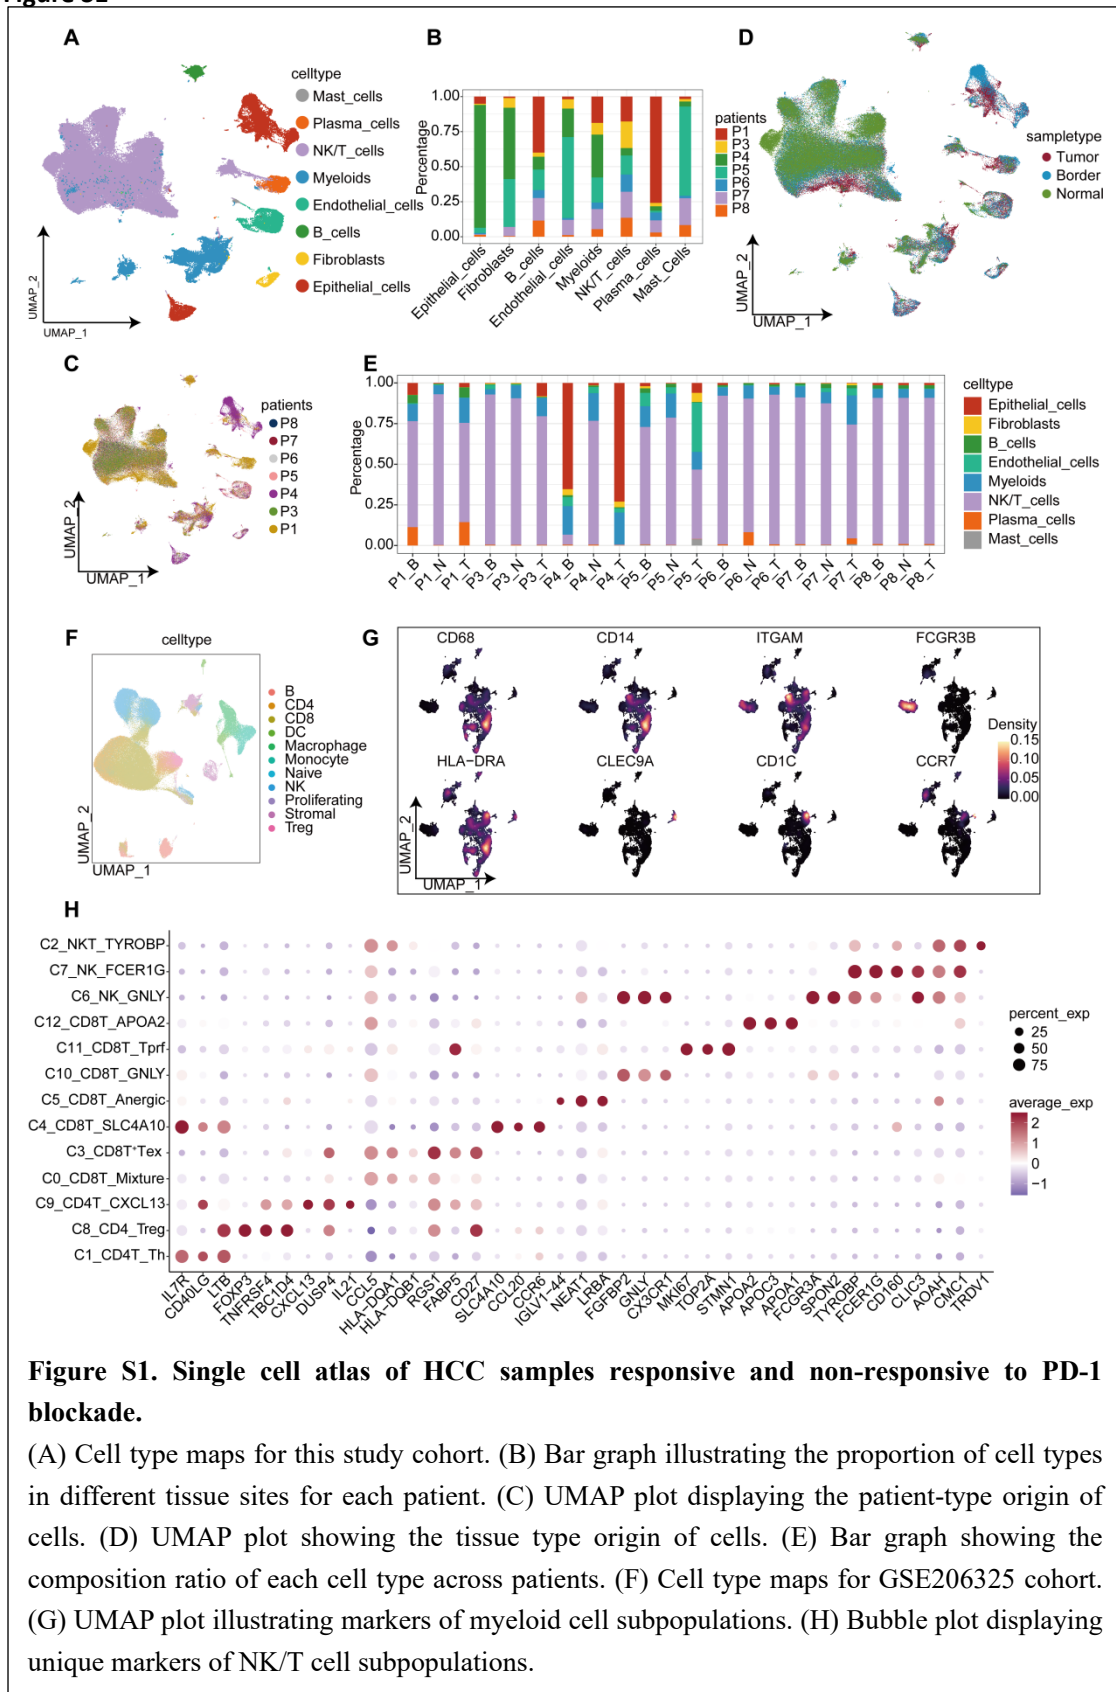 Figure S1
A
celltype
Mast_cells
Plasma_cells
NK/T_cells
Myeloids
Endothelial_cells
B_cells
Fibroblasts
Epithelial_cells
UMAP_2
UMAP_1
B
Percentage
1.00
0.75
0.50
0.25
0.00
Epithelial_cells
Fibroblasts
B_cells
Endothelial_cells
Myeloids
NK/T_cells
Plasma_cells
Mast_Cells
patients
P1
P3
P4
P5
P6
P7
P8
D
sampletype
Tumor
Border
Normal
UMAP_2
UMAP_1
C
patients
P8
P7
P6
P5
P4
P3
P1
UMAP_2
UMAP_1
E
Percentage
1.00
0.75
0.50
0.25
0.00
P1_B
P1_N
P1_T
P3_B
P3_N
P3_T
P4_B
P4_N
P4_T
P5_B
P5_N
P5_T
P6_B
P6_N
P6_T
P7_B
P7_N
P7_T
P8_B
P8_N
P8_T
celltype
Epithelial_cells
Fibroblasts
B_cells
Endothelial_cells
Myeloids
NK/T_cells
Plasma_cells
Mast_cells
F
celltype
B
CD4
CD8
DC
Macrophage
Monocyte
Naive
NK
Proliferating
Stromal
Treg
UMAP_2
UMAP_1
G
CD68
CD14
ITGAM
FCGR3B
HLA−DRA
CLEC9A
CD1C
CCR7
Density
0.15
0.10
0.05
0.00
UMAP_2
UMAP_1
H
C2_NKT_TYROBP
C7_NK_FCER1G
C6_NK_GNLY
C12_CD8T_APOA2
C11_CD8T_Tprf
C10_CD8T_GNLY
C5_CD8T_Anergic
C4_CD8T_SLC4A10
C3_CD8T⁺Tex
C0_CD8T_Mixture
C9_CD4T_CXCL13
C8_CD4_Treg
C1_CD4T_Th
IL7R
CD40LG
LTB
FOXP3
TNFRSF4
TBC1D4
CXCL13
DUSP4
IL21
CCL5
HLA−DQA1
HLA−DQB1
RGS1
FABP5
CD27
SLC4A10
CCL20
CCR6
IGLV1−44
NEAT1
LRBA
FGFBP2
GNLY
CX3CR1
MKI67
TOP2A
STMN1
APOA2
APOC3
APOA1
FCGR3A
SPON2
TYROBP
FCER1G
CD160
CLIC3
AOAH
CMC1
TRDV1
percent_exp
25
50
75
average_exp
2
1
0
−1
Figure S1. Single cell atlas of HCC samples responsive and non-responsive to PD-1
blockade.
(A) Cell type maps for this study cohort. (B) Bar graph illustrating the proportion of cell types
in different tissue sites for each patient. (C) UMAP plot displaying the patient-type origin of
cells. (D) UMAP plot showing the tissue type origin of cells. (E) Bar graph showing the
composition ratio of each cell type across patients. (F) Cell type maps for GSE206325 cohort.
(G) UMAP plot illustrating markers of myeloid cell subpopulations. (H) Bubble plot displaying
unique markers of NK/T cell subpopulations.